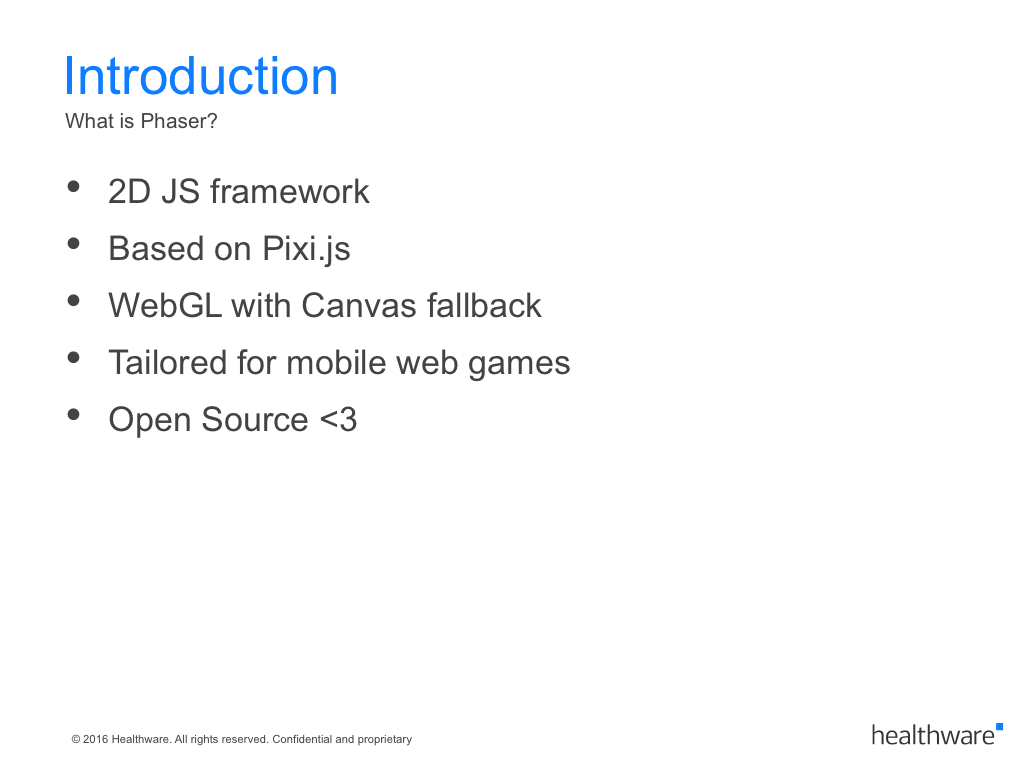 Introduction
What is Phaser?
• 2D JS framework
• Based on Pixi.js
• WebGL with Canvas fallback
• Tailored for mobile web games
• Open Source <3
© 2016 Healthware. All rights reserved. Confidential and proprietary
healthware